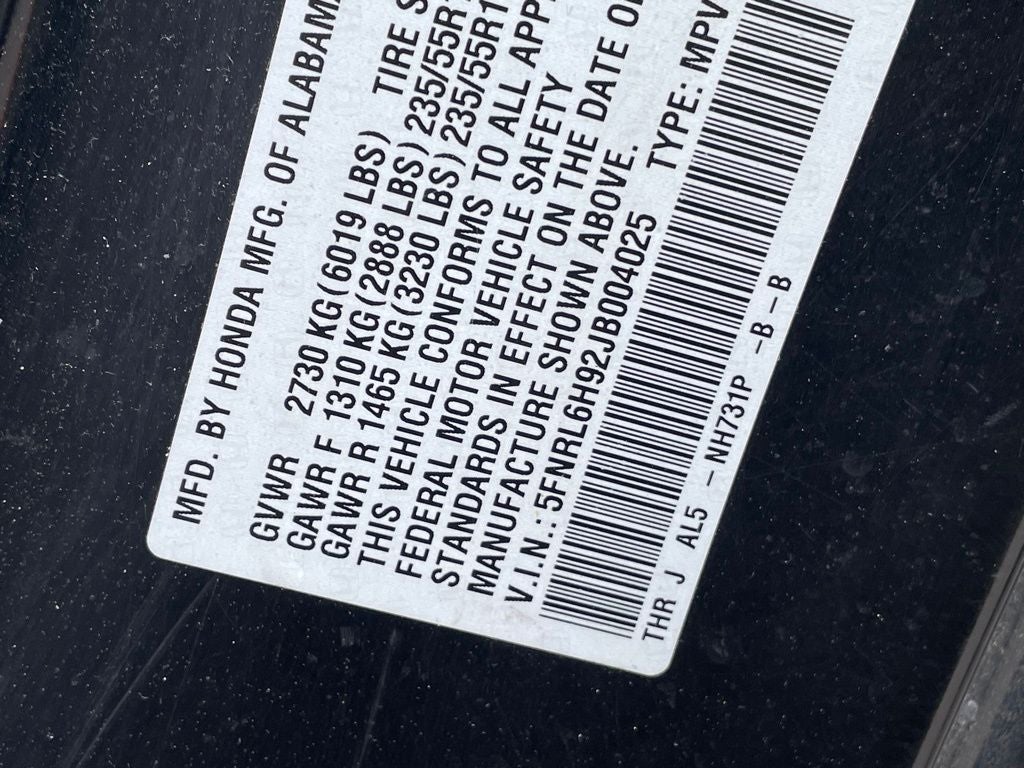 MFD. BY HONDA MFG. OF ALABAM
GVWR 2730 KG(6019 LBS) TIRE S
GAWR F 1310 KG(2888 LBS) 235/55R1
GAWR R 1465 KG(3230 LBS) 235/55R1
THIS VEHICLE CONFORMS TO ALL APP
FEDERAL MOTOR VEHICLE SAFETY
STANDARDS IN EFFECT ON THE DATE O
MANUFACTURE SHOWN ABOVE.
V.I.N.: 5FNRL6H92JB004025 TYPE: MPV
THR J AL5 - NH731P - B - B